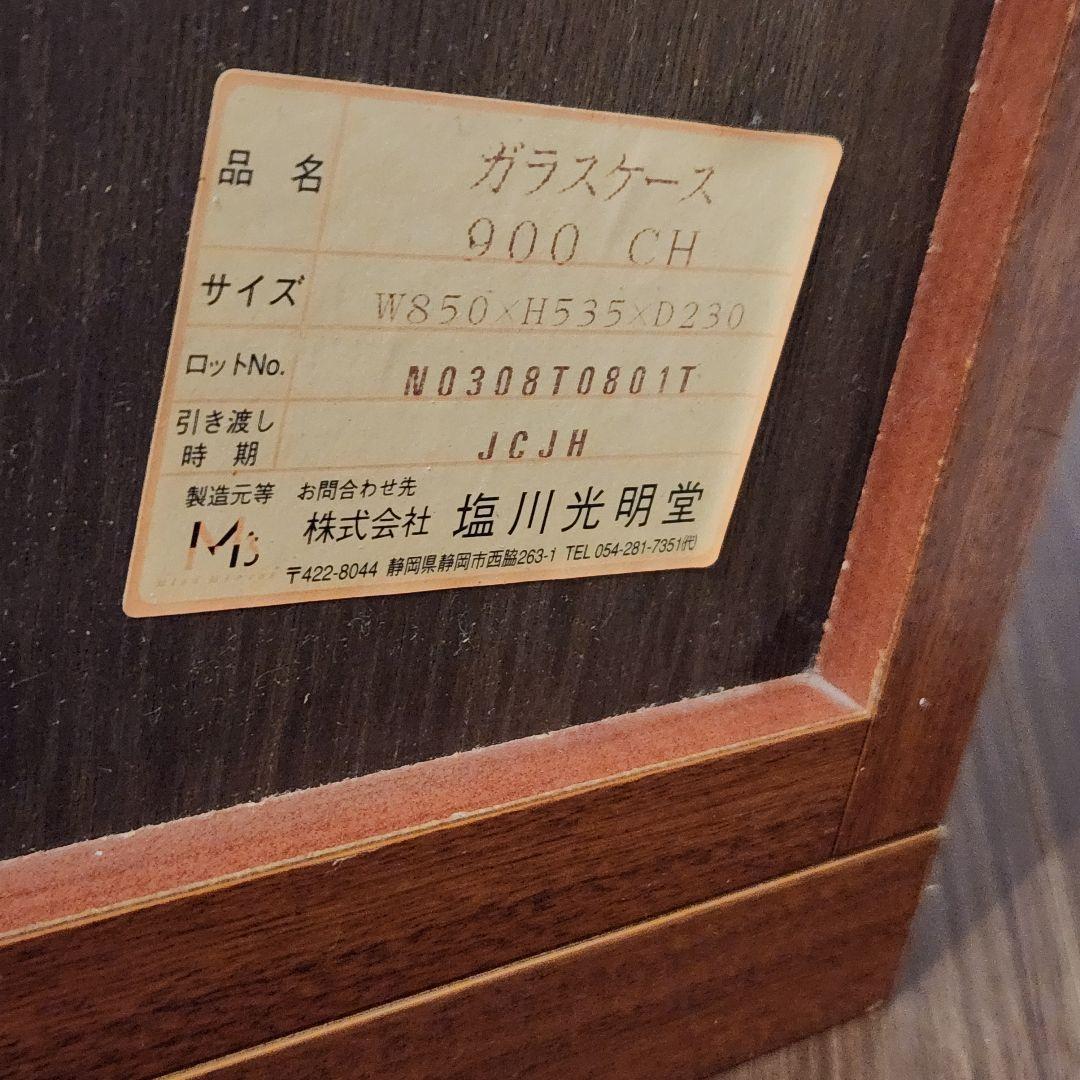 品 名 ガラスケース
900 CH
サイズ W850×H535×D230
ロットNo. N0308T0801T
引き渡し
時 期 JCJH
製造元等 お問合わせ先
株式会社 塩川光明堂
〒422-8044 静岡県静岡市西脇263-1 TEL 054-281-7351㈹